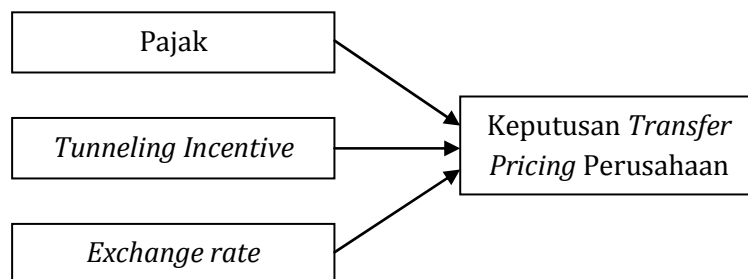 Pajak
Tunneling Incentive
Exchange rate
Keputusan Transfer
Pricing Perusahaan